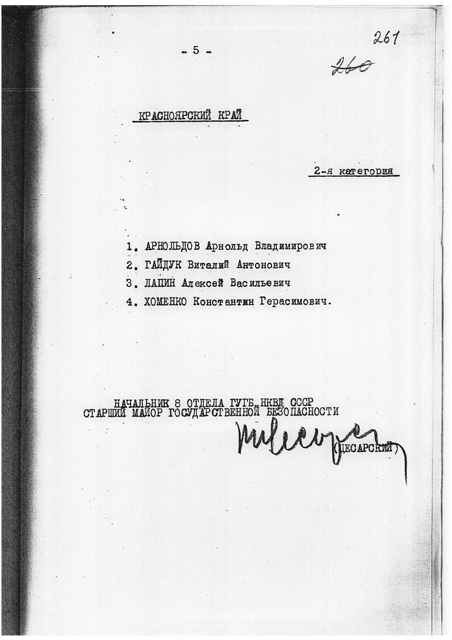 261
- 5 -
260
КРАСНОЯРСКИЙ КРАЙ
2-я категория
1. АРНОЛЬДОВ Арнольд Владимирович
2. ГАЙДУК Виталий Антонович
3. ЛАПИН Алексей Васильевич
4. ХОМЕНКО Константин Герасимович.
НАЧАЛЬНИК 8 ОТДЕЛА ГУГБ НКВД СССР
СТАРШИЙ МАЙОР ГОСУДАРСТВЕННОЙ БЕЗОПАСНОСТИ
(ЦЕСАРСКИЙ)